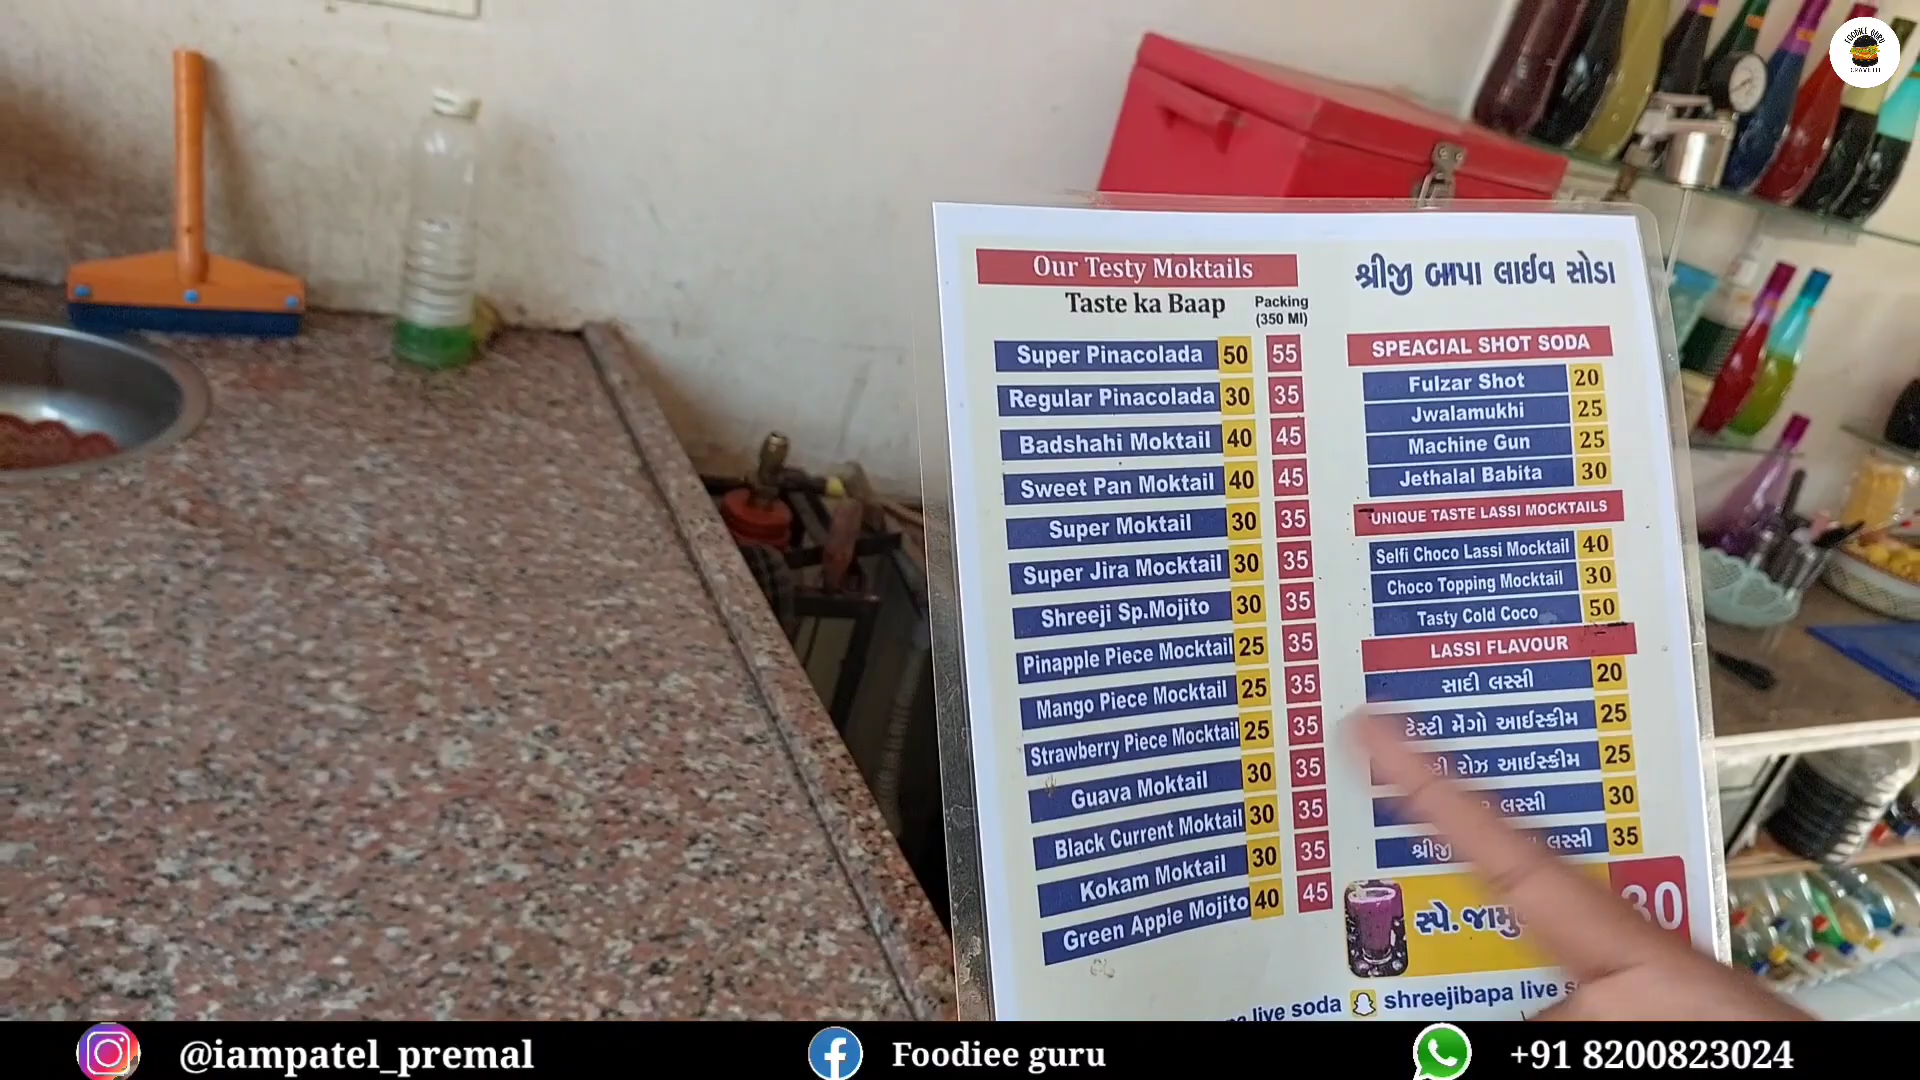 FOODIEE GURU
Our Testy Moktails
Taste ka Baap
Packing
(350 Ml)
Super Pinacolada 50 55
Regular Pinacolada 30 35
Badshahi Moktail 40 45
Sweet Pan Moktail 40 45
Super Moktail 30 35
Super Jira Mocktail 30 35
Shreeji Sp.Mojito 30 35
Pinapple Piece Mocktail 25 35
Mango Piece Mocktail 25 35
Strawberry Piece Mocktail 25 35
Guava Moktail 30 35
Black Current Moktail 30 35
Kokam Moktail 30 35
Green Apple Mojito 40 45
શ્રીજી બાપા લાઈવ સોડા
SPEACIAL SHOT SODA
Fulzar Shot 20
Jwalamukhi 25
Machine Gun 25
Jethalal Babita 30
UNIQUE TASTE LASSI MOCKTAILS
Selfi Choco Lassi Mocktail 40
Choco Topping Mocktail 30
Tasty Cold Coco 50
LASSI FLAVOUR
સાદી લસ્સી 20
ટેસ્ટી મેંગો આઈસ્ક્રીમ 25
રોઝ આઈસ્ક્રીમ 25
લસ્સી 30
શ્રીજી લસ્સી 35
સ્પે. 30
live soda shreejibapa live
@iampatel_premal Foodiee guru +91 8200823024